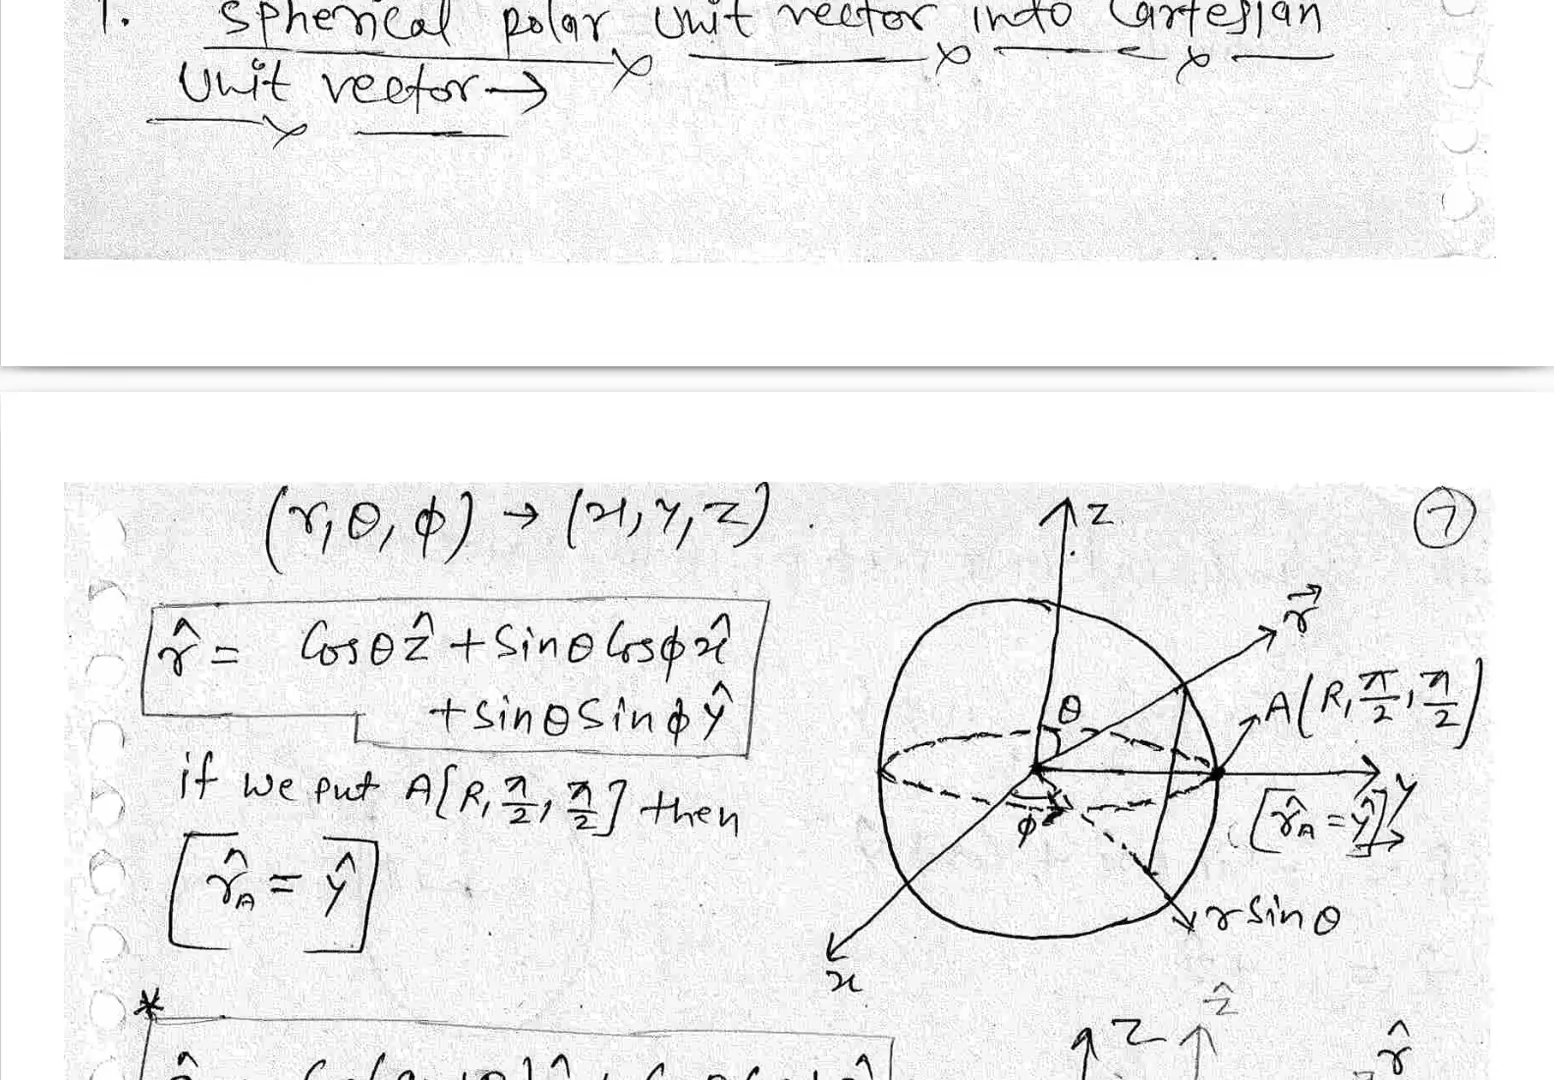 1. Spherical polar unit vector into Cartesian
unit vector →
(r, θ, φ) → (x, y, z)
7
r̂ = Cosθ ẑ + Sinθ Cosφ x̂
+ Sinθ Sinφ ŷ
if we put A[R, π/2, π/2] then
[r̂A = ŷ]
z
r⃗
θ
A(R, π/2, π/2)
φ
[r̂A = ŷ]
y
r Sinθ
x
*
z
ẑ
r̂